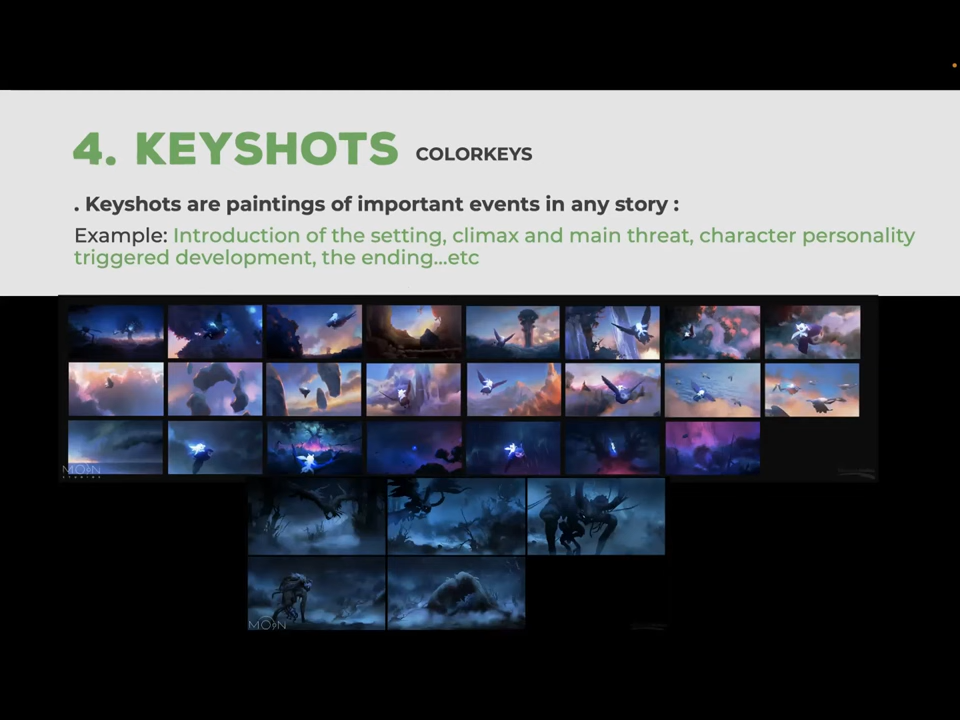 4. KEYSHOTS COLORKEYS
. Keyshots are paintings of important events in any story :
Example: Introduction of the setting, climax and main threat, character personality
triggered development, the ending...etc
MOON
STUDIOS
MOON